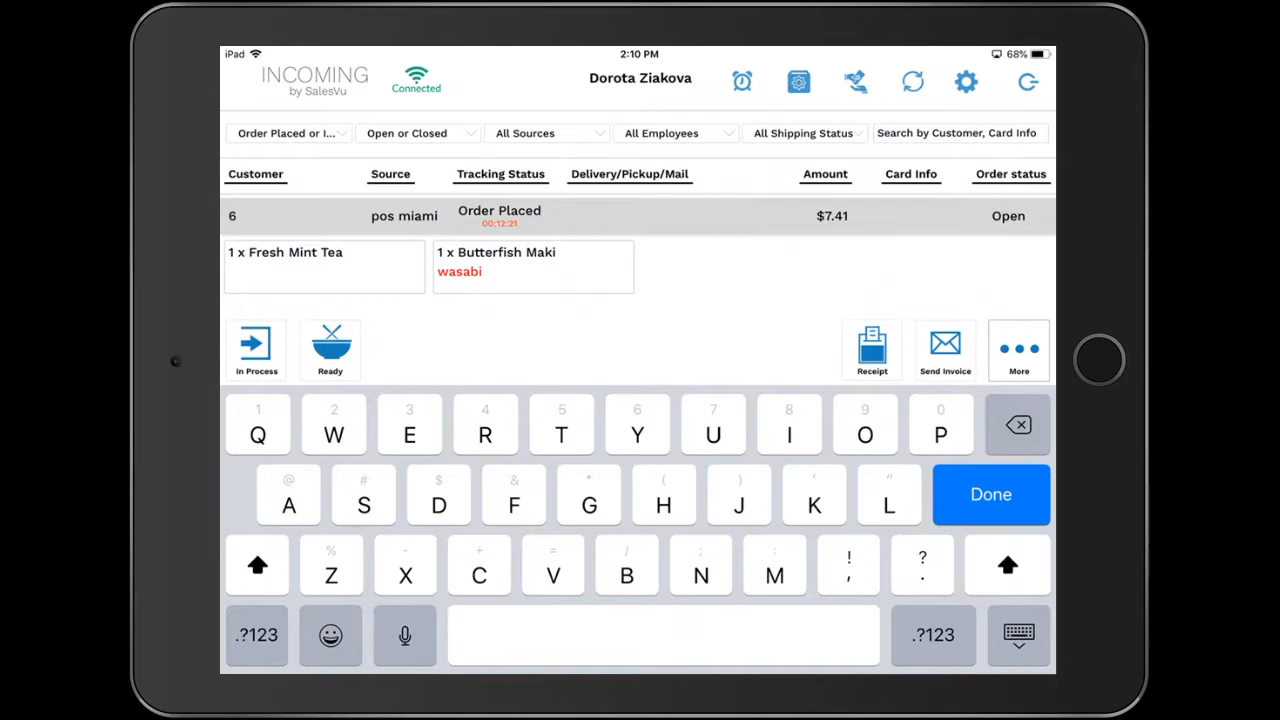 iPad 2:10 PM 68%
INCOMING
by SalesVu
Connected
Dorota Ziakova
Order Placed or I... Open or Closed All Sources All Employees All Shipping Status Search by Customer, Card Info
Customer Source Tracking Status Delivery/Pickup/Mail Amount Card Info Order status
6 pos miami Order Placed $7.41 Open
00:12:21
1 x Fresh Mint Tea 1 x Butterfish Maki
wasabi
In Process Ready Receipt Send Invoice More
1 2 3 4 5 6 7 8 9 0
Q W E R T Y U I O P
@ # $ & * ( ) ' "
A S D F G H J K L Done
% - + = / ; : ! ?
Z X C V B N M , .
.?123 .?123